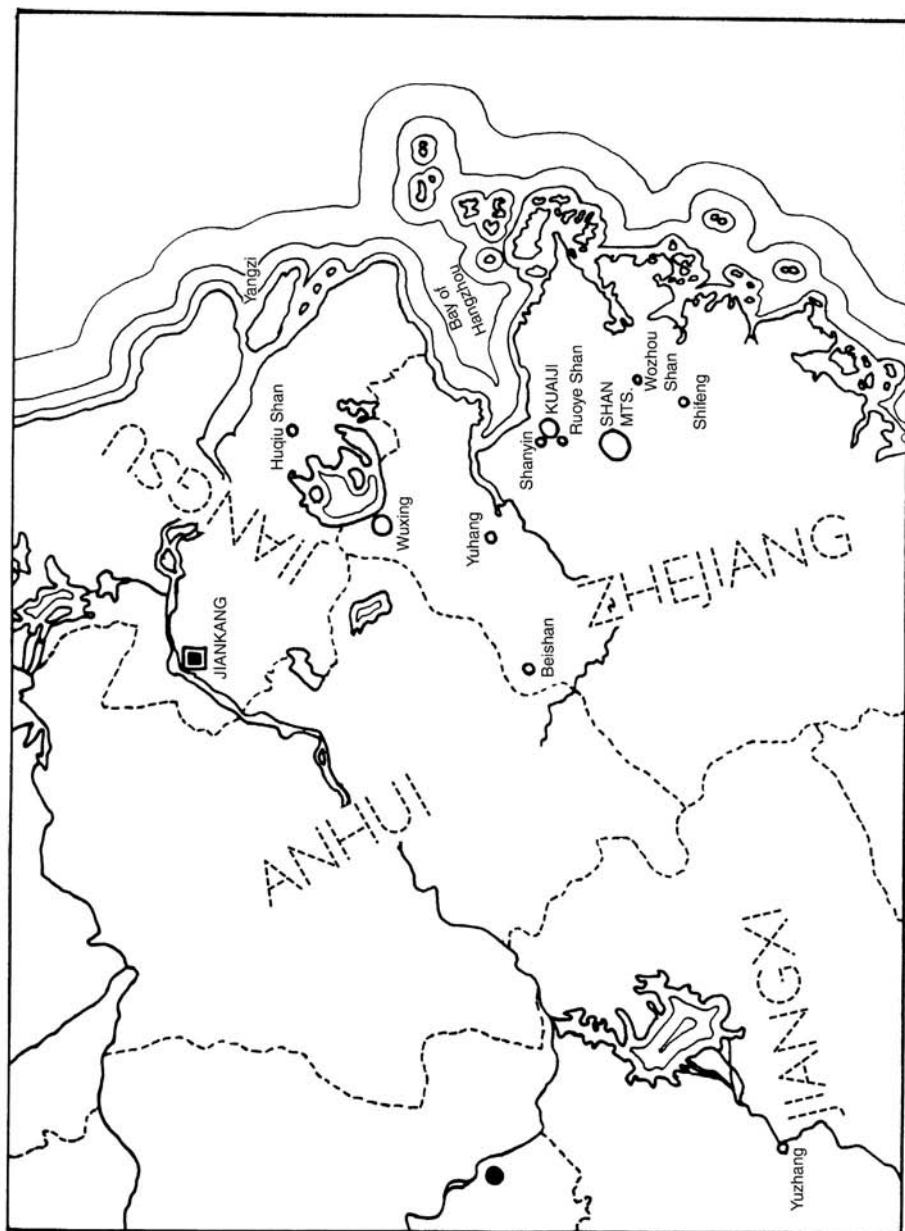 Yangzi
JIANGSU
Huqiu Shan
Bay of
Hangzhou
JIANKANG
Wuxing
ANHUI
Yuhang
Beishan
Shanyin
KUAIJI
Ruoye Shan
SHAN
MTS.
Wozhou
Shan
Shifeng
ZHEJIANG
JIANGXI
Yuzhang